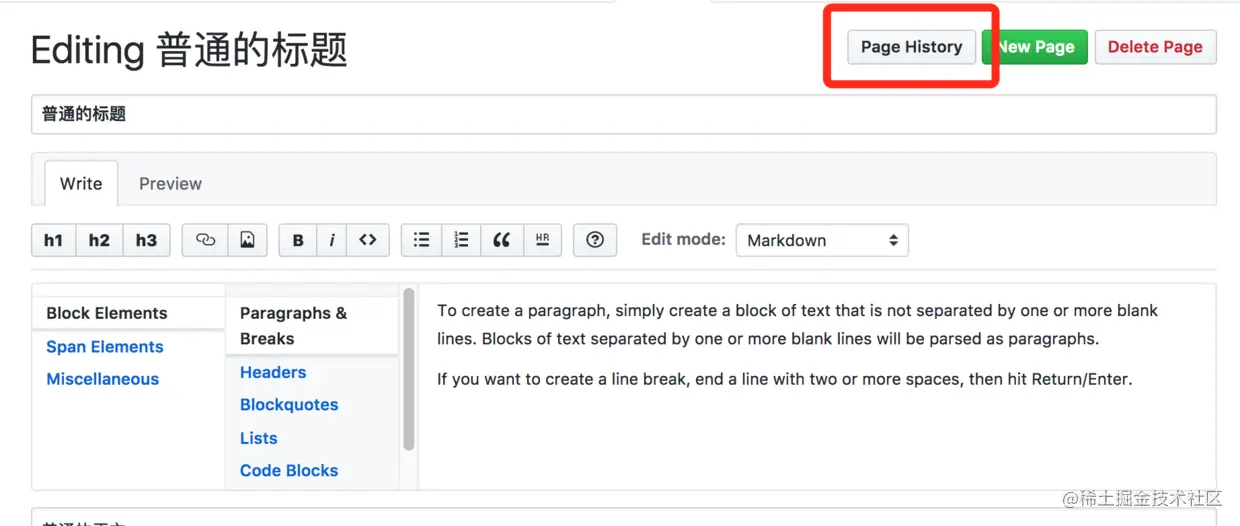 Editing 普通的标题
Page History
New Page
Delete Page
普通的标题
Write
Preview
h1 h2 h3 B i <> HR
Edit mode:
Markdown
Block Elements
Span Elements
Miscellaneous
Paragraphs &
Breaks
Headers
Blockquotes
Lists
Code Blocks
To create a paragraph, simply create a block of text that is not separated by one or more blank
lines. Blocks of text separated by one or more blank lines will be parsed as paragraphs.
If you want to create a line break, end a line with two or more spaces, then hit Return/Enter.
@稀土掘金技术社区